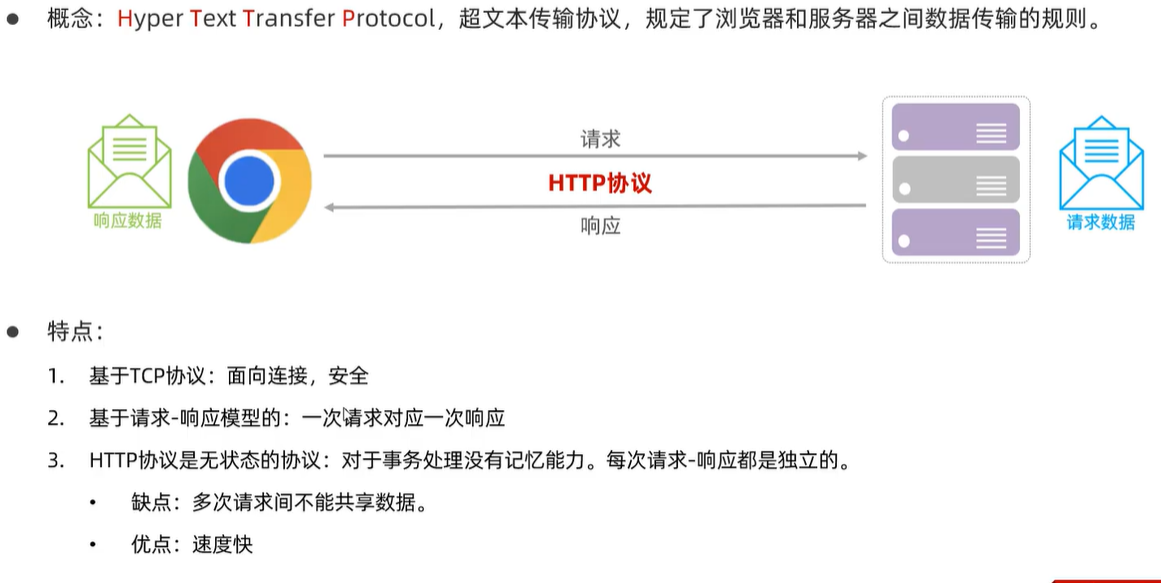 概念：Hyper Text Transfer Protocol，超文本传输协议，规定了浏览器和服务器之间数据传输的规则。
请求
HTTP协议
响应
响应数据
请求数据
特点：
1. 基于TCP协议：面向连接，安全
2. 基于请求-响应模型的：一次请求对应一次响应
3. HTTP协议是无状态的协议：对于事务处理没有记忆能力。每次请求-响应都是独立的。
• 缺点：多次请求间不能共享数据。
• 优点：速度快